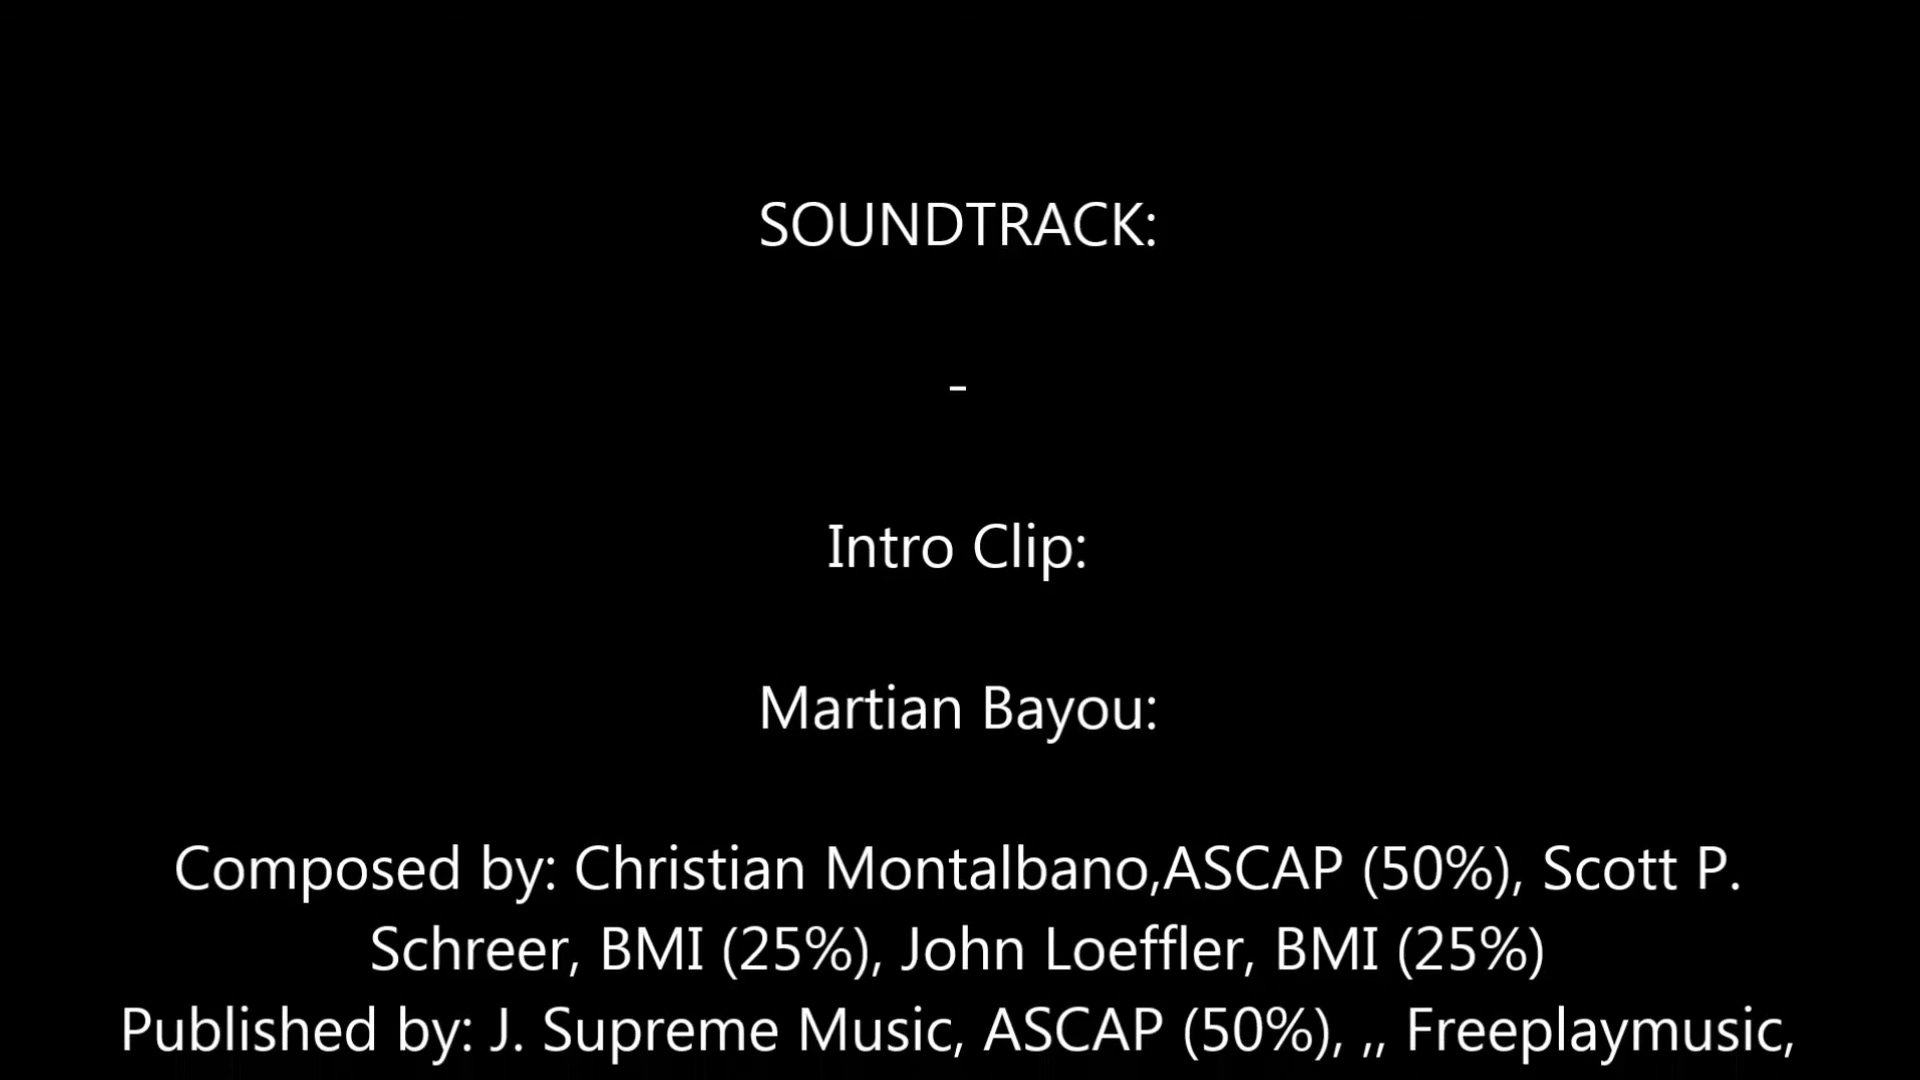 SOUNDTRACK:
-
Intro Clip:
Martian Bayou:
Composed by: Christian Montalbano,ASCAP (50%), Scott P.
Schreer, BMI (25%), John Loeffler, BMI (25%)
Published by: J. Supreme Music, ASCAP (50%), ,, Freeplaymusic,